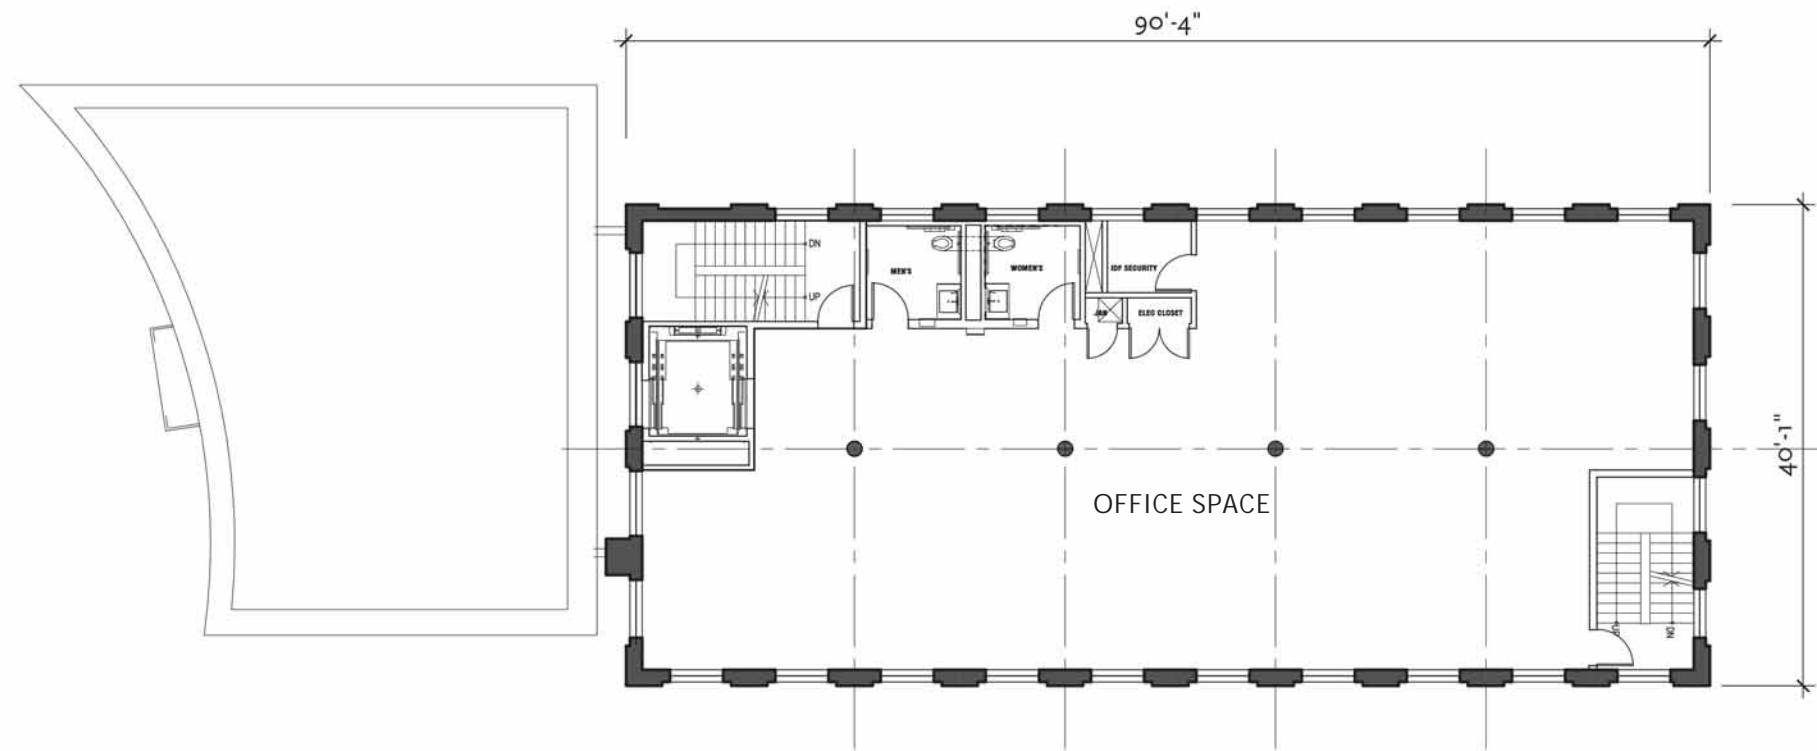 90'-4"
DN
UP
MEN'S
WOMEN'S
IDF SECURITY
JAN
ELEC CLOSET
40'-1"
OFFICE SPACE
UP
DN